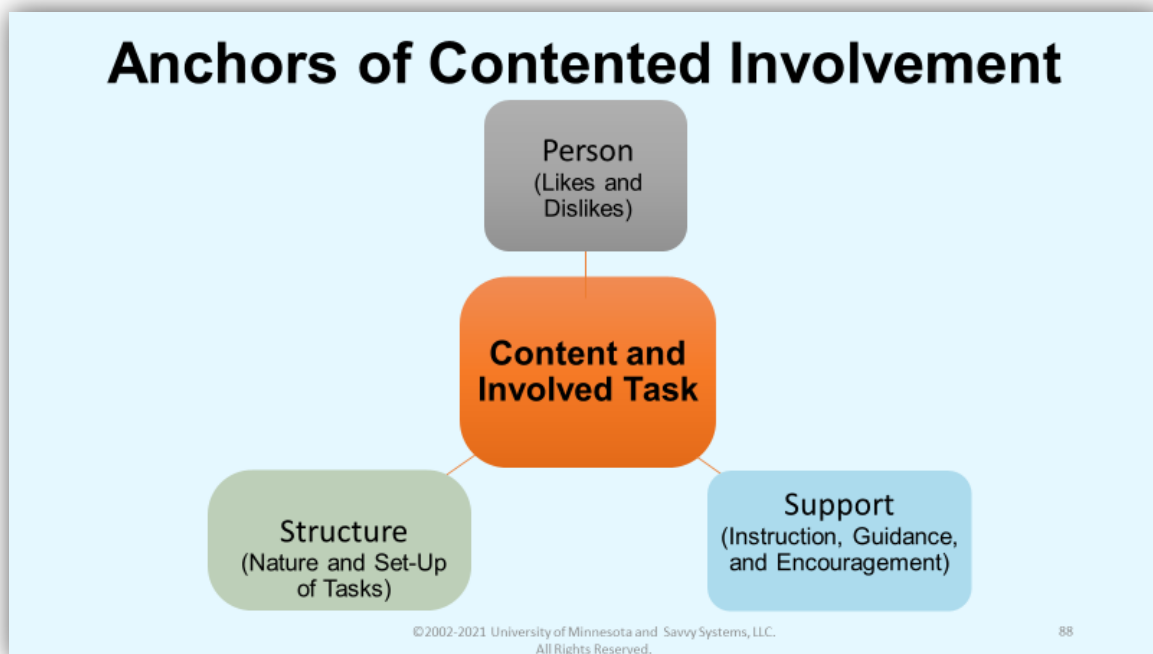 Anchors of Contented Involvement
Person
(Likes and
Dislikes)
Content and
Involved Task
Structure
(Nature and Set-Up
of Tasks)
Support
(Instruction, Guidance,
and Encouragement)
©2002-2021 University of Minnesota and Savvy Systems, LLC.
All Rights Reserved.
88